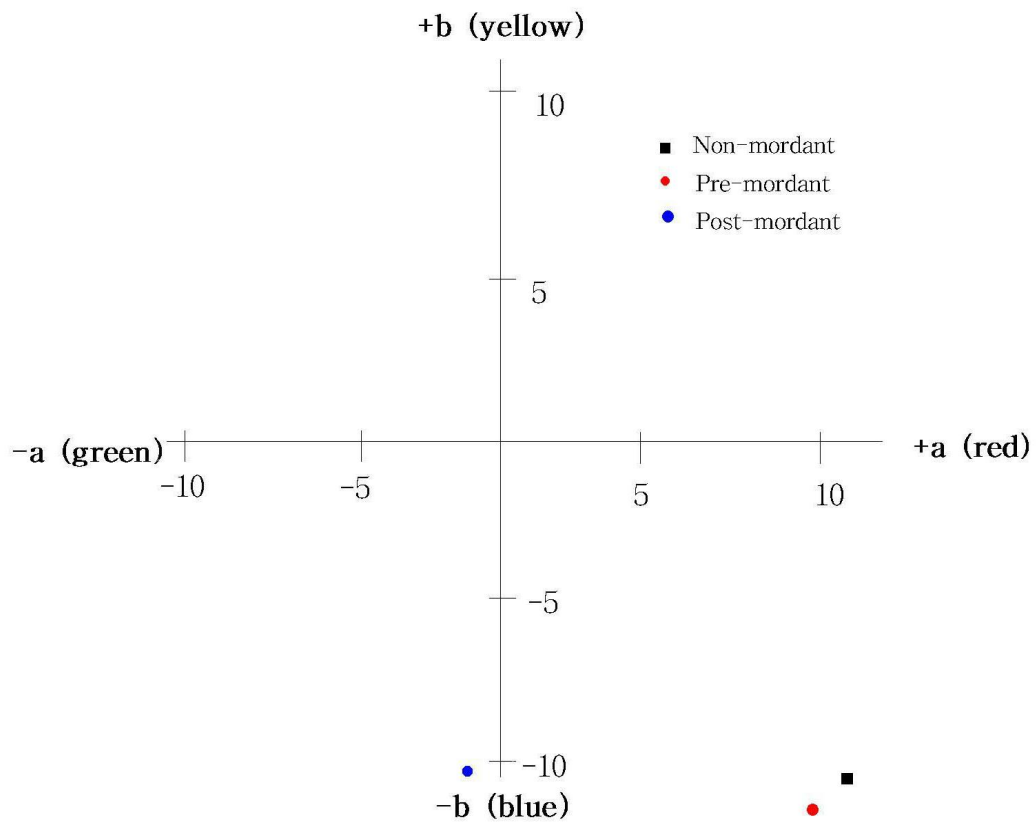 +b (yellow)
10
Non-mordant
Pre-mordant
Post-mordant
5
-a (green)
+a (red)
-10
-5
5
10
-5
-10
-b (blue)